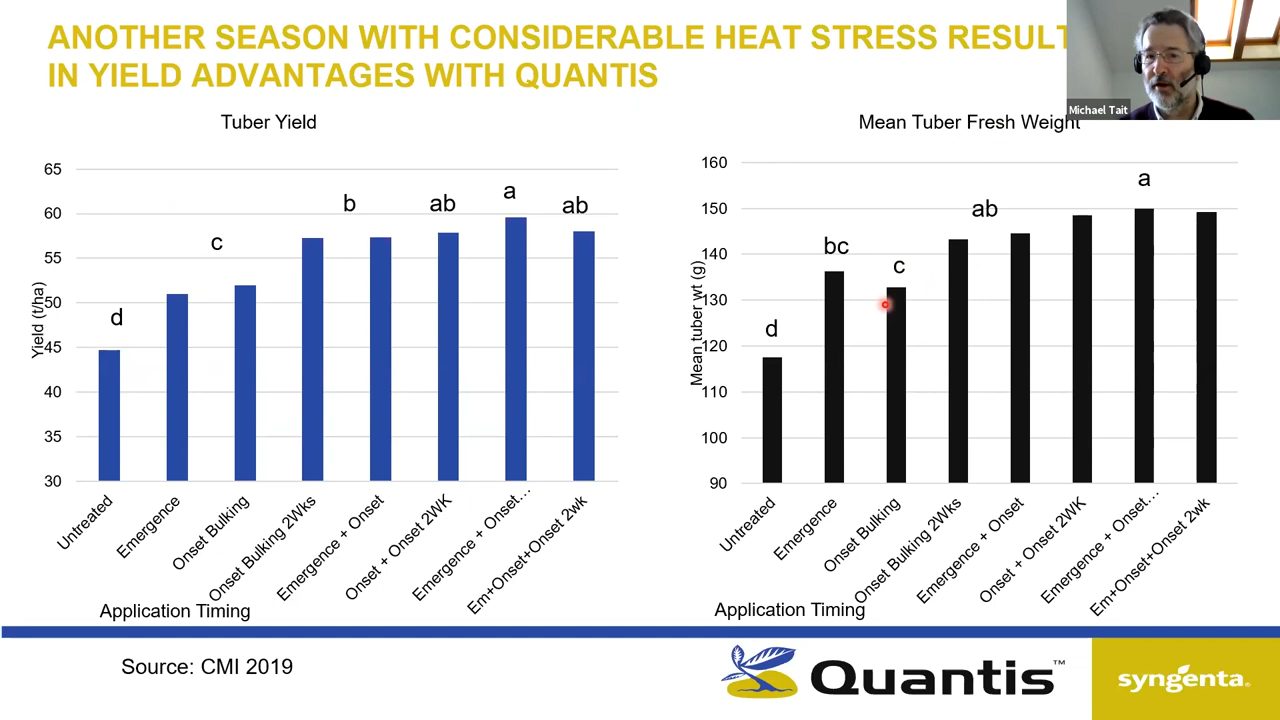 ANOTHER SEASON WITH CONSIDERABLE HEAT STRESS RESULT
IN YIELD ADVANTAGES WITH QUANTIS
Michael Tait
Tuber Yield
Yield (t/ha)
65
60
55
50
45
40
35
30
d
c
b
ab
a
ab
Untreated
Emergence
Onset Bulking
Onset Bulking 2Wks
Emergence + Onset
Onset + Onset 2WK
Emergence + Onset…
Em+Onset+Onset 2wk
Application Timing
Mean Tuber Fresh Weight
Mean tuber wt (g)
160
150
140
130
120
110
100
90
d
bc
c
ab
a
Untreated
Emergence
Onset Bulking
Onset Bulking 2Wks
Emergence + Onset
Onset + Onset 2WK
Emergence + Onset…
Em+Onset+Onset 2wk
Application Timing
Source: CMI 2019
Quantis™
syngenta®